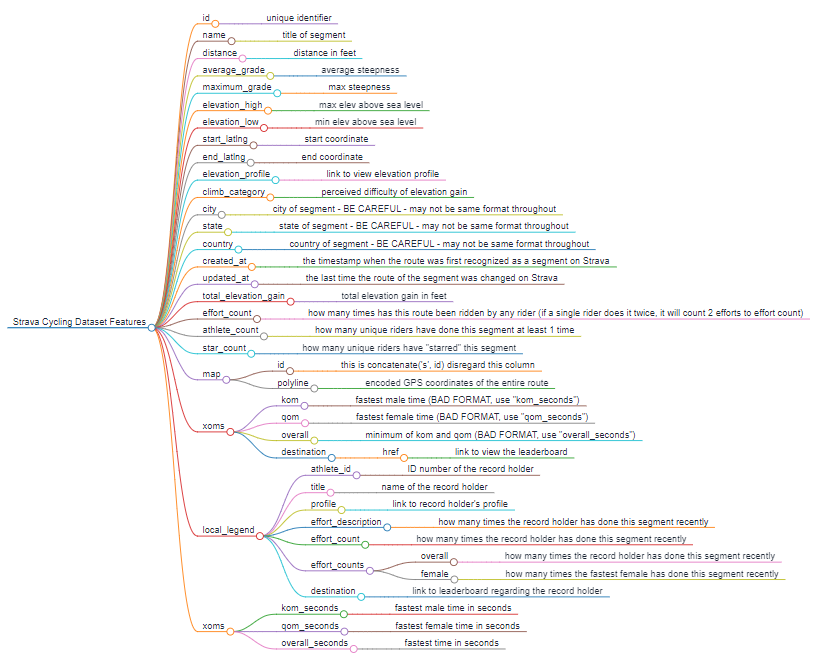 id unique identifier
name title of segment
distance distance in feet
average_grade average steepness
maximum_grade max steepness
elevation_high max elev above sea level
elevation_low min elev above sea level
start_latlng start coordinate
end_latlng end coordinate
elevation_profile link to view elevation profile
climb_category perceived difficulty of elevation gain
city city of segment - BE CAREFUL - may not be same format throughout
state state of segment - BE CAREFUL - may not be same format throughout
country country of segment - BE CAREFUL - may not be same format throughout
created_at the timestamp when the route was first recognized as a segment on Strava
updated_at the last time the route of the segment was changed on Strava
total_elevation_gain total elevation gain in feet
effort_count how many times has this route been ridden by any rider (if a single rider does it twice, it will count 2 efforts to effort count)
Strava Cycling Dataset Features
athlete_count how many unique riders have done this segment at least 1 time
star_count how many unique riders have "starred" this segment
map
id this is concatenate('s', id) disregard this column
polyline encoded GPS coordinates of the entire route
xoms
kom fastest male time (BAD FORMAT, use "kom_seconds")
qom fastest female time (BAD FORMAT, use "qom_seconds")
overall minimum of kom and qom (BAD FORMAT, use "overall_seconds")
destination href link to view the leaderboard
local_legend
athlete_id ID number of the record holder
title name of the record holder
profile link to record holder's profile
effort_description how many times the record holder has done this segment recently
effort_count how many times the record holder has done this segment recently
effort_counts
overall how many times the record holder has done this segment recently
female how many times the fastest female has done this segment recently
destination link to leaderboard regarding the record holder
xoms
kom_seconds fastest male time in seconds
qom_seconds fastest female time in seconds
overall_seconds fastest time in seconds